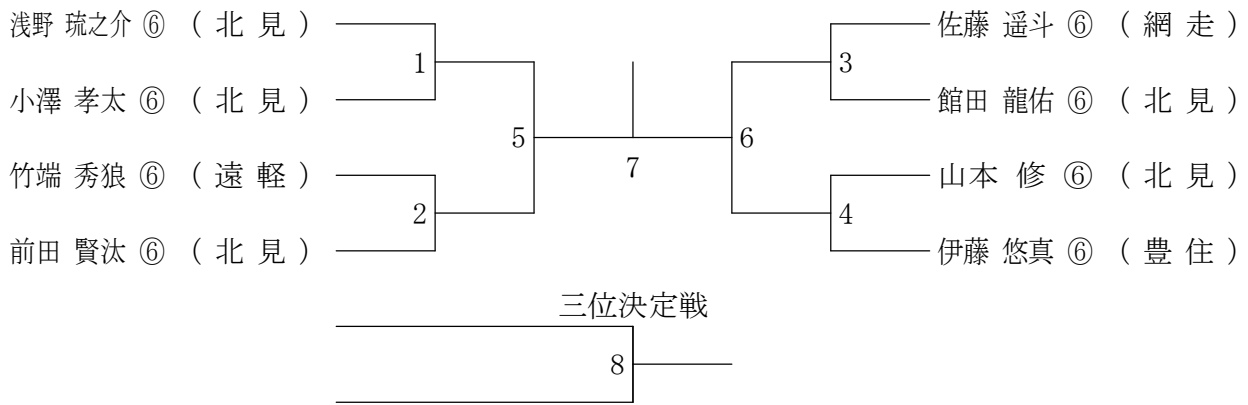 浅野 琉之介 ⑥ ( 北 見 ) 佐藤 遥斗 ⑥ ( 網 走 )
1 3
小澤 孝太 ⑥ ( 北 見 ) 館田 龍佑 ⑥ ( 北 見 )
5 6
7
竹端 秀狼 ⑥ ( 遠 軽 ) 山本 修 ⑥ ( 北 見 )
2 4
前田 賢汰 ⑥ ( 北 見 ) 伊藤 悠真 ⑥ ( 豊 住 )
三位決定戦
8